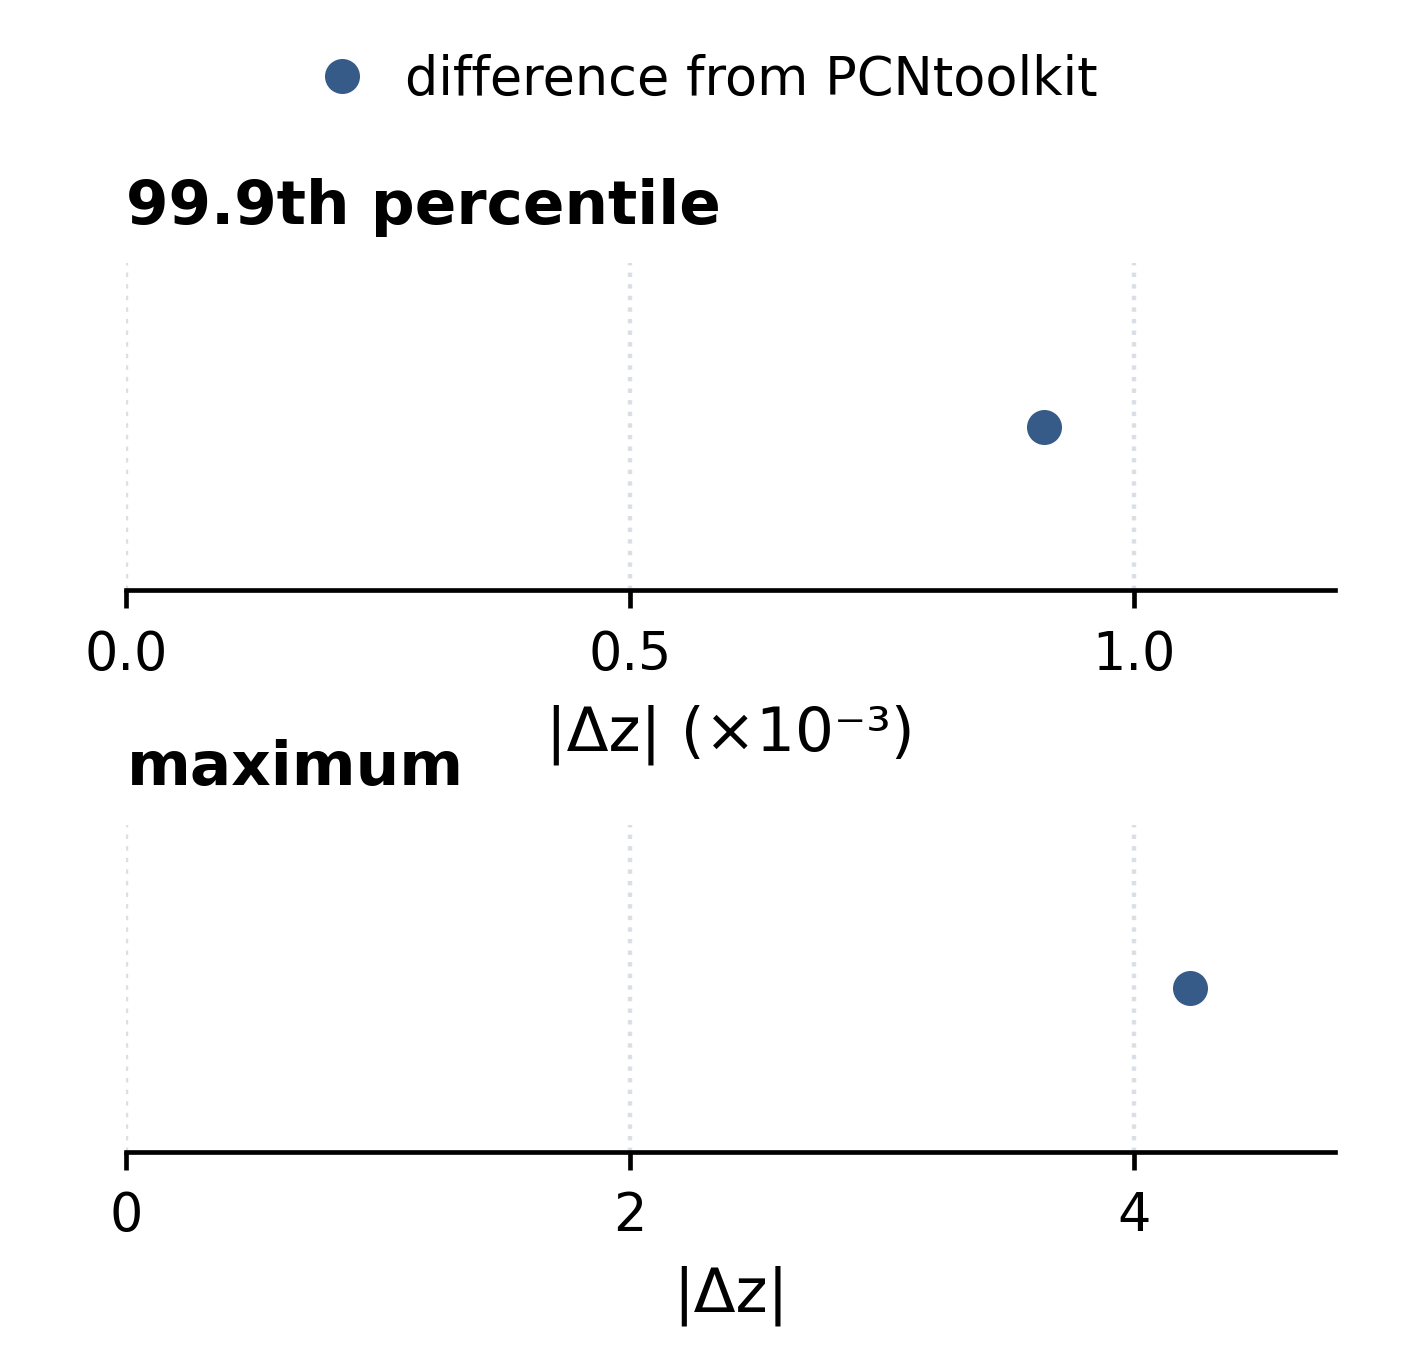 difference from PCNtoolkit
99.9th percentile
0.0 0.5 1.0
|Δz| (×10⁻³)
maximum
0 2 4
|Δz|